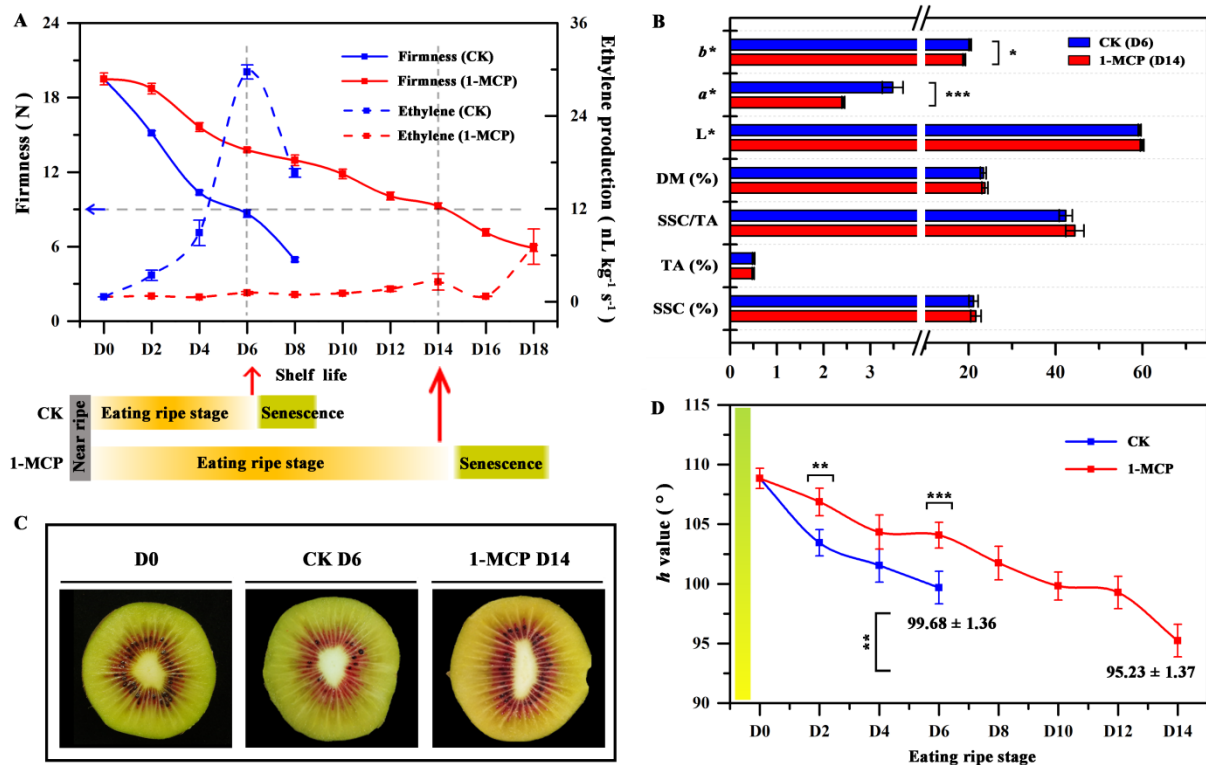 A
Firmness ( N )
24
20
15
12
9
6
3
0
Firmness (CK)
Firmness (1-MCP)
Ethylene (CK)
Ethylene (1-MCP)
36
24
12
0
Ethylene production ( nL kg⁻¹ s⁻¹ )
D0 D2 D4 D6 D8 D10 D12 D14 D16 D18
Shelf life
CK
Near ripe
Eating ripe stage
Senescence
1-MCP
Eating ripe stage
Senescence
B
b*
a*
L*
DM (%)
SSC/TA
TA (%)
SSC (%)
CK (D6)
1-MCP (D14)
*
***
0 1 2 3 20 40 60
C
D0
CK D6
1-MCP D14
D
h value ( ° )
115
110
105
100
95
90
CK
1-MCP
**
***
**
99.68 ± 1.36
95.23 ± 1.37
D0 D2 D4 D6 D8 D10 D12 D14
Eating ripe stage